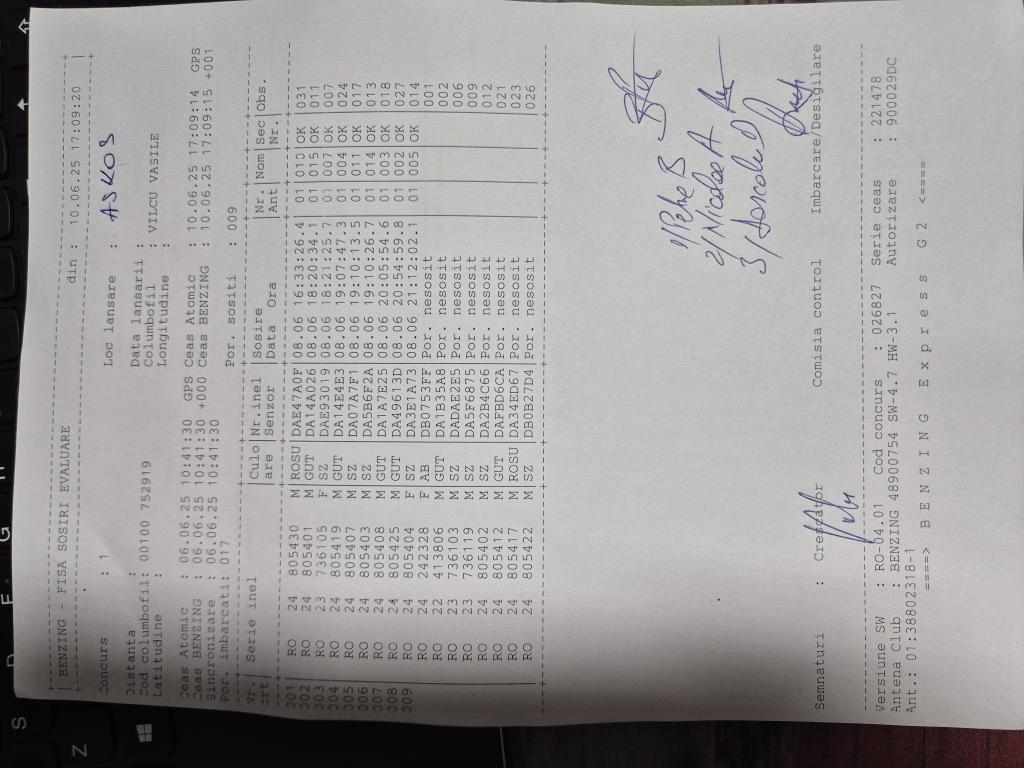 BENZING - FISA SOSIRI EVALUARE din : 10.06.25 17:09:20
Concurs : 1 Loc lansare : ASKOS
Distanta : Data lansarii :
Cod columbofil: 00100 752919 Columbofil : VILCU VASILE
Latitudine : Longitudine :
Ceas Atomic : 06.06.25 10:41:30 GPS Ceas Atomic : 10.06.25 17:09:14 GPS
Ceas BENZING : 06.06.25 10:41:30 +000 Ceas BENZING : 10.06.25 17:09:15 +001
Sincronizare : 06.06.25 10:41:30
Por.imbarcati: 017 Por. sositi : 009
Nr.| Serie inel |Culo|Nr.inel |Sosire |Nr. |Nom|Sec|Obs.
crt| |are |Senzor |Data Ora |Ant | |Nr.|
001 RO 24 805430 M|ROSU|DAE47A0F|08.06 16:33:26.4|01|010|OK|031
002 RO 24 805401 M|GUT|DA14A026|08.06 18:20:34.1|01|015|OK|011
003 RO 23 736105 F|SZ|DAE93019|08.06 18:21:25.7|01|007|OK|007
004 RO 24 805419 M|GUT|DA14E4E3|08.06 19:07:47.3|01|004|OK|024
005 RO 24 805407 M|SZ|DA07A7F1|08.06 19:10:13.5|01|011|OK|017
006 RO 24 805403 M|SZ|DA5B6F2A|08.06 19:10:26.7|01|014|OK|013
007 RO 24 805408 M|GUT|DA1A7E25|08.06 20:05:54.6|01|003|OK|018
008 RO 24 805425 M|GUT|DA49613D|08.06 20:54:59.8|01|002|OK|027
009 RO 24 805404 F|SZ|DA3E1A73|08.06 21:12:02.1|01|005|OK|014
RO 24 242328 F|AB|DB0753FF|Por. nesosit|001
RO 22 413806 M|GUT|DA1B35A8|Por. nesosit|002
RO 23 736103 M|SZ|DADAE2E5|Por. nesosit|006
RO 23 736119 M|SZ|DA5F6875|Por. nesosit|009
RO 24 805402 M|SZ|DA2B4C66|Por. nesosit|012
RO 24 805412 M|GUT|DAFBD6CA|Por. nesosit|021
RO 24 805417 M|ROSU|DA34ED67|Por. nesosit|023
RO 24 805422 M|SZ|DB0B27D4|Por. nesosit|026
1/ Petre B
2/ Nicolae A
3/
Semnaturi : Crescator Comisia control Imbarcare/Desigilare
Versiune SW : RO-04.01 Cod concurs : 026827 Serie ceas : 221478
Antena Club : BENZING 48900754 SW-4.7 HW-3.1 Autorizare : 900029DC
Ant.: 01:38802318-1
====> B E N Z I N G E x p r e s s G 2 <====